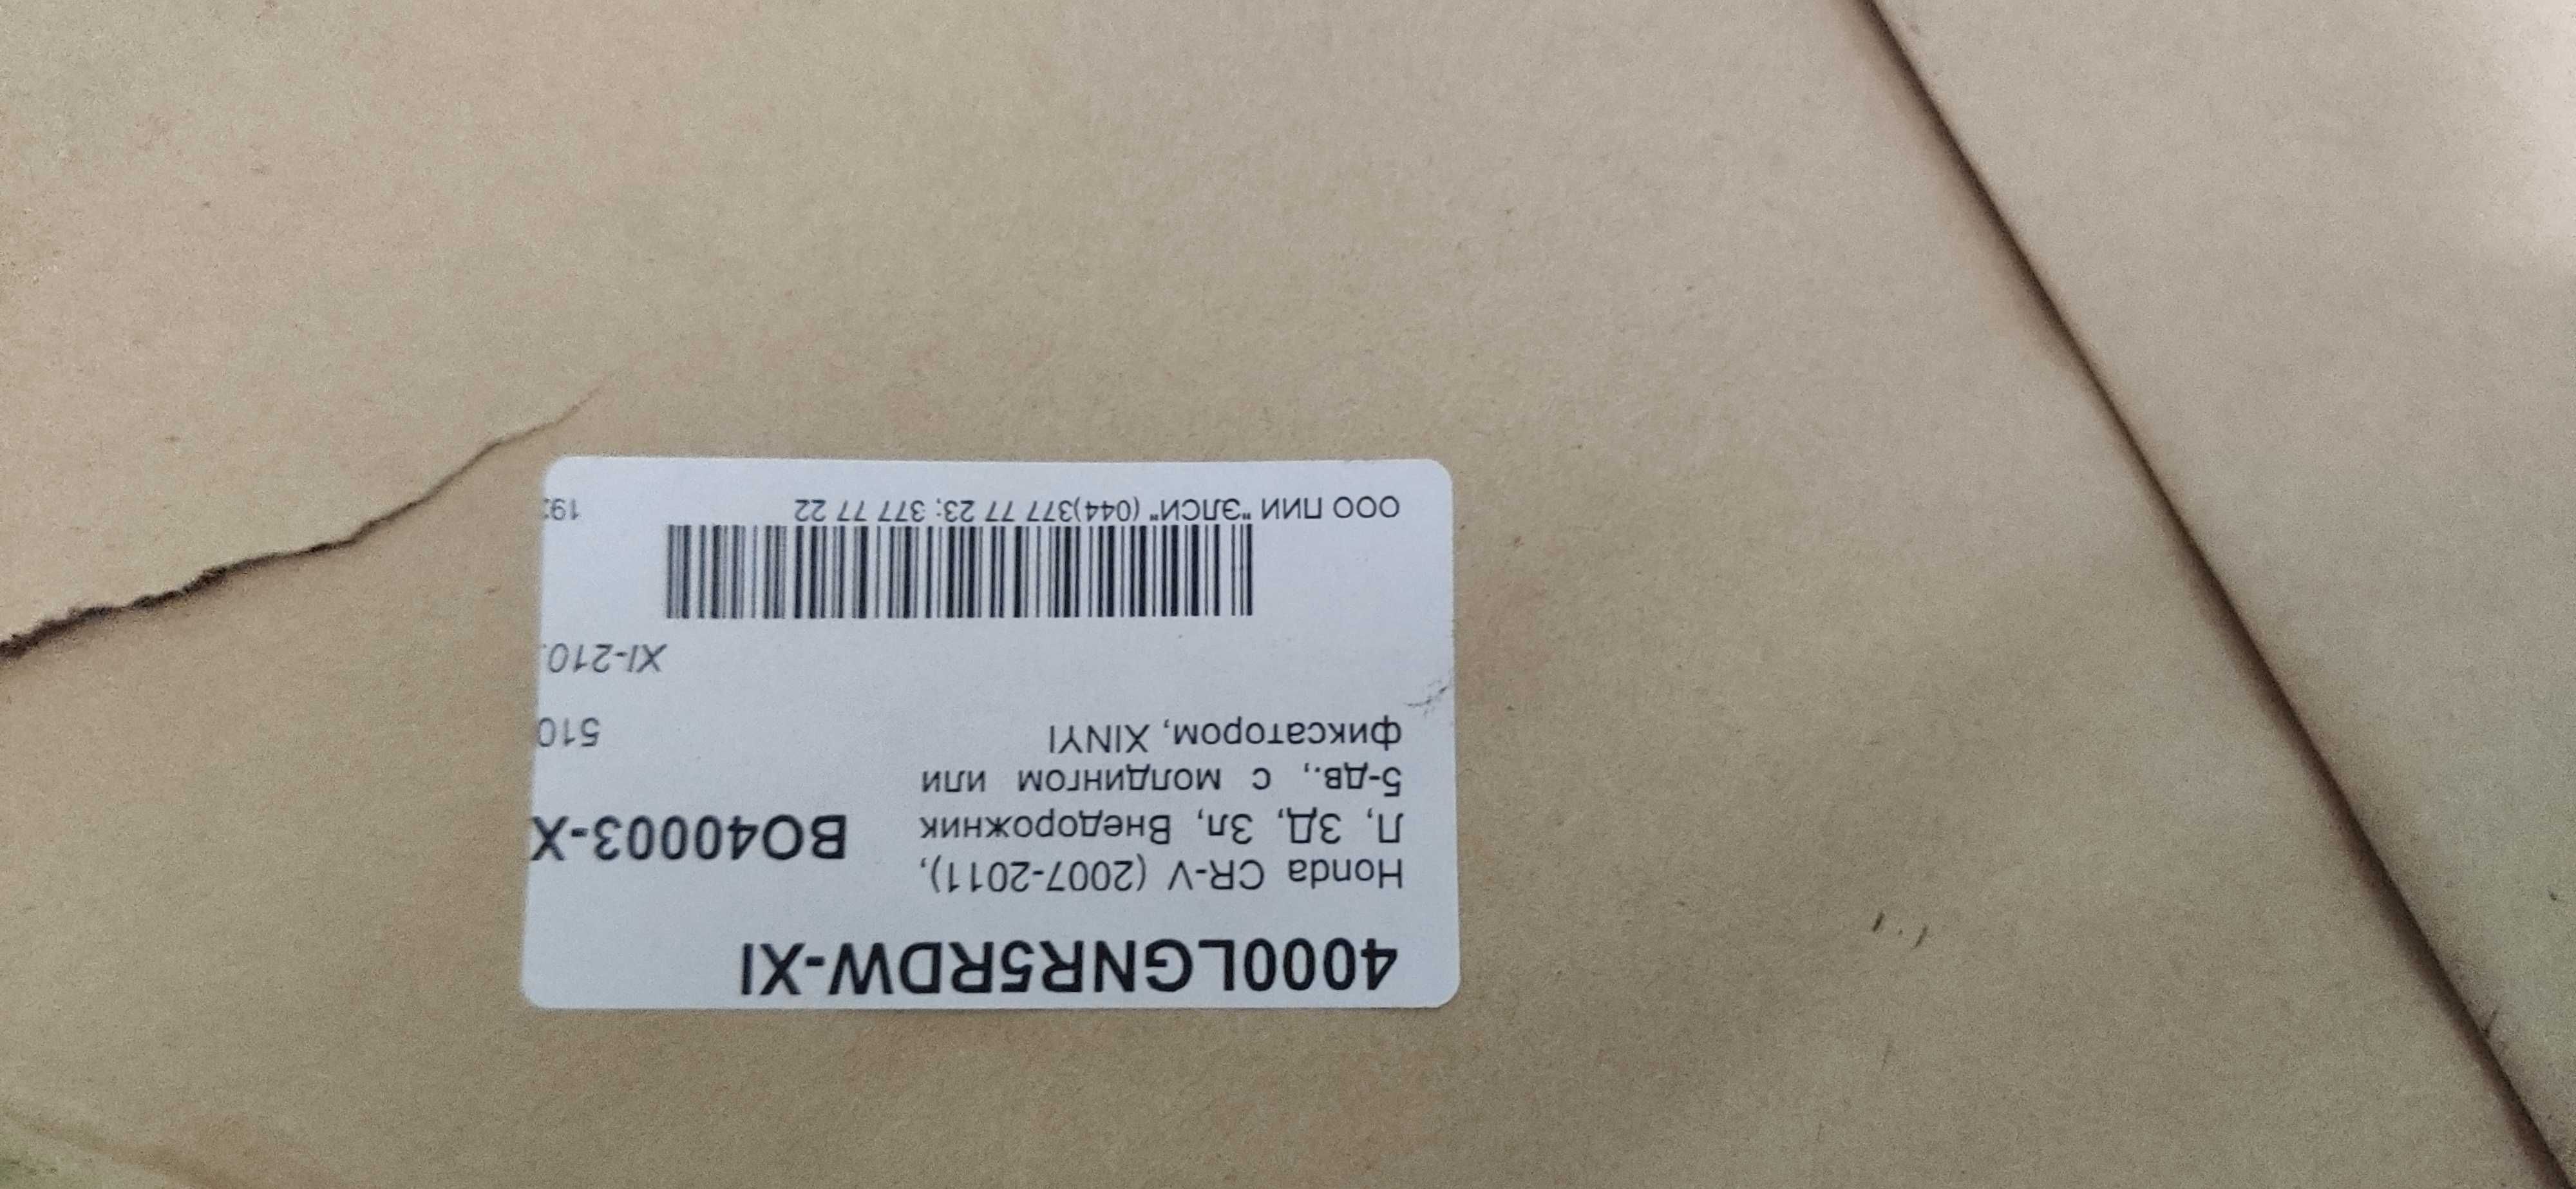 4000LGNR5RDW-XI
Honda CR-V (2007-2011),
Л, ЗД, Зл, Внедорожник
5-дв., с молдингом или
фиксатором, XINYI
BO40003-X
510
XI-210
ООО ПИИ "ЭЛСИ" (044)377 77 23; 377 77 22